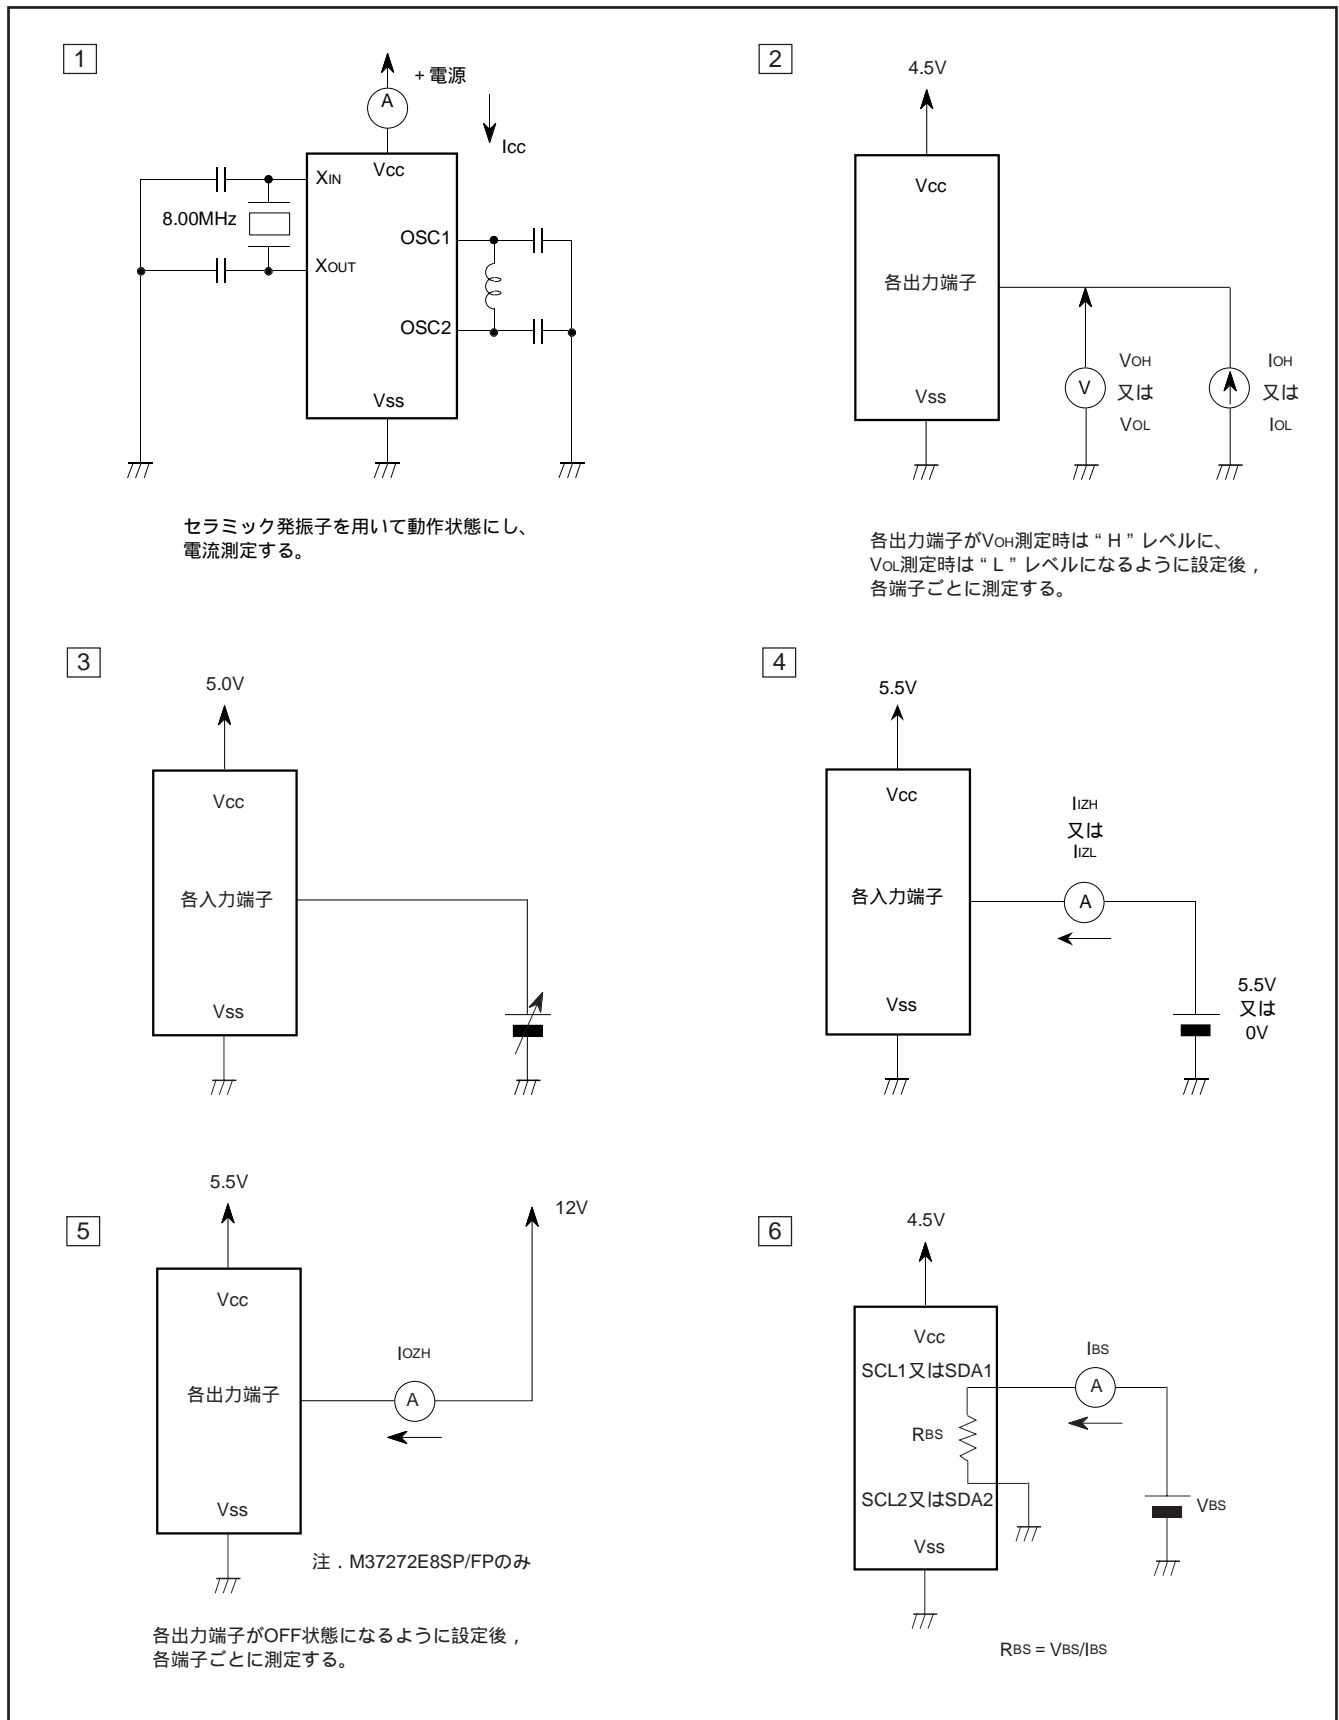 1
+ 電源
A
Icc
Vcc
XIN
8.00MHz
OSC1
XOUT
OSC2
Vss
セラミック発振子を用いて動作状態にし、
電流測定する。
2
4.5V
Vcc
各出力端子
VOH
又は
VOL
V
IOH
又は
IOL
Vss
各出力端子がVOH測定時は “ H ” レベルに、
VOL測定時は “ L ” レベルになるように設定後 ,
各端子ごとに測定する。
3
5.0V
Vcc
各入力端子
Vss
4
5.5V
Vcc
IIZH
又は
IIZL
各入力端子
A
Vss
5.5V
又は
0V
5
5.5V
12V
Vcc
IOZH
各出力端子
A
Vss
注 . M37272E8SP/FPのみ
各出力端子がOFF状態になるように設定後 ,
各端子ごとに測定する。
6
4.5V
Vcc
SCL1又はSDA1
IBS
A
RBS
SCL2又はSDA2
VBS
Vss
RBS = VBS/IBS